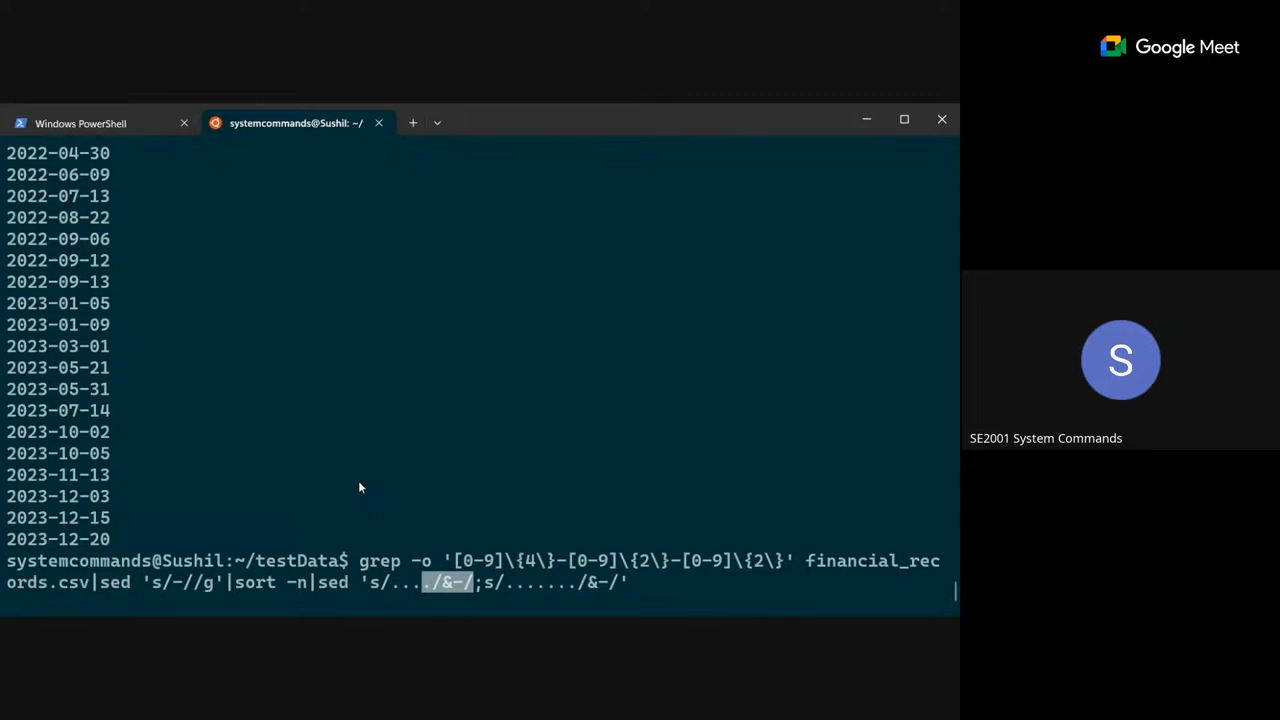 Google Meet
Windows PowerShell
systemcommands@Sushil: ~/
2022-04-30
2022-06-09
2022-07-13
2022-08-22
2022-09-06
2022-09-12
2022-09-13
2023-01-05
2023-01-09
2023-03-01
2023-05-21
2023-05-31
2023-07-14
2023-10-02
2023-10-05
2023-11-13
2023-12-03
2023-12-15
2023-12-20
systemcommands@Sushil:~/testData$ grep -o '[0-9]\{4\}-[0-9]\{2\}-[0-9]\{2\}' financial_rec
ords.csv|sed 's/-//g'|sort -n|sed 's/..../&-/;s/......./&-/'
S
SE2001 System Commands